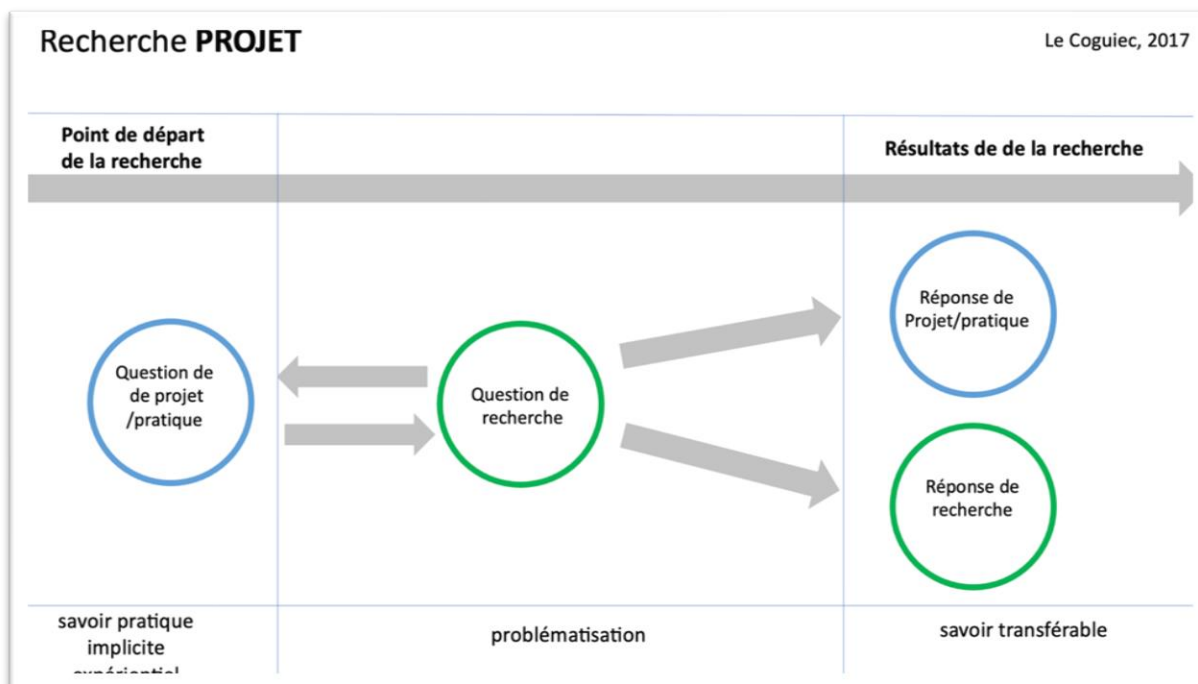 Recherche PROJET
Le Coguiec, 2017
Point de départ
de la recherche
Résultats de de la recherche
Question de
de projet
/pratique
Question de
recherche
Réponse de
Projet/pratique
Réponse de
recherche
savoir pratique
implicite
problématisation
savoir transférable